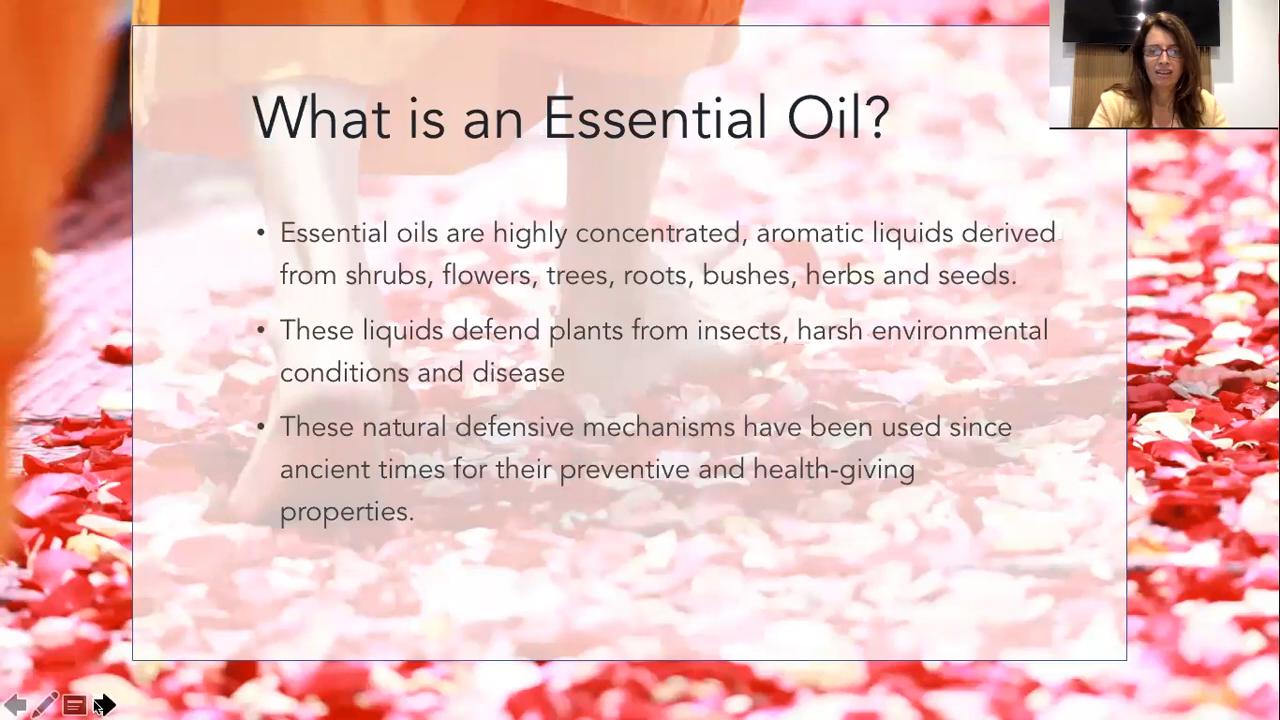 What is an Essential Oil?
• Essential oils are highly concentrated, aromatic liquids derived
from shrubs, flowers, trees, roots, bushes, herbs and seeds.
• These liquids defend plants from insects, harsh environmental
conditions and disease
• These natural defensive mechanisms have been used since
ancient times for their preventive and health-giving
properties.